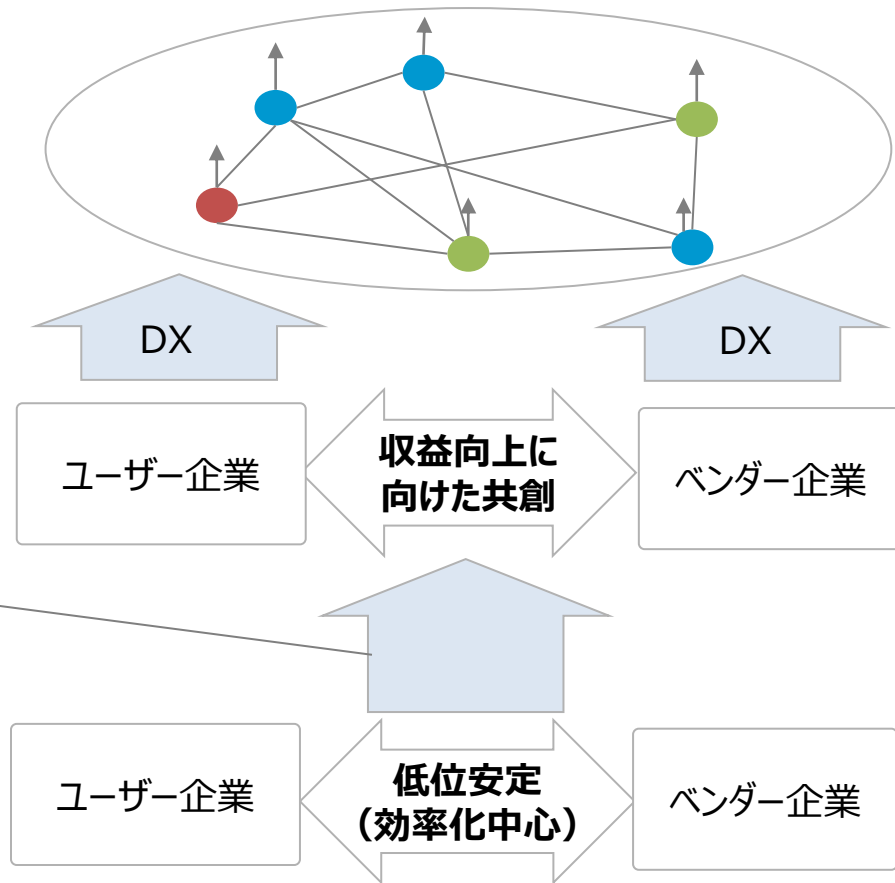 DX
DX
ユーザー企業
収益向上に
向けた共創
ベンダー企業
ユーザー企業
低位安定
（効率化中心）
ベンダー企業